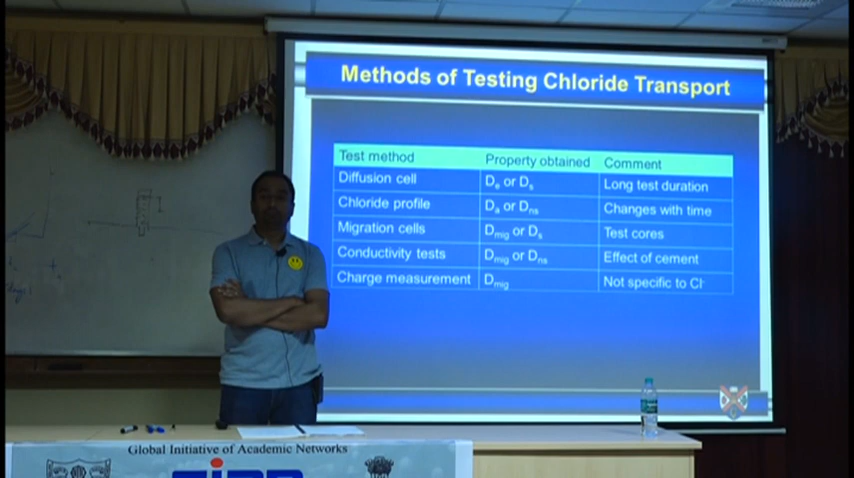 Methods of Testing Chloride Transport
Test method Property obtained Comment
Diffusion cell De or Ds Long test duration
Chloride profile Da or Dns Changes with time
Migration cells Dmig or Ds Test cores
Conductivity tests Dmig or Dns Effect of cement
Charge measurement Dmig Not specific to Cl-
Global Initiative of Academic Networks